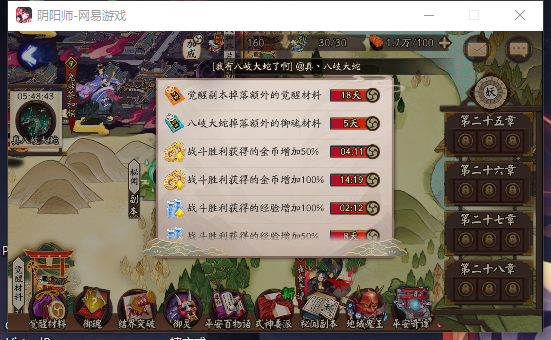 阴阳师-网易游戏
加成
160
30/30
1.7万/100
[我有八岐大蛇了啊] @真、八岐大蛇
05:48:43
真八岐大蛇
觉醒副本掉落额外的觉醒材料
18天
八岐大蛇掉落额外的御魂材料
5天
战斗胜利获得的金币增加50%
04:11
战斗胜利获得的金币增加100%
14:19
战斗胜利获得的经验增加100%
02:12
战斗胜利获得的经验增加50%
8天
妖
第二十五章
第二十六章
第二十七章
第二十八章
秘闻副本
觉醒材料
新
觉醒材料
御魂
结界突破
御灵
平安百物语
式神委派
秘闻副本
地域鬼王
平安奇谭